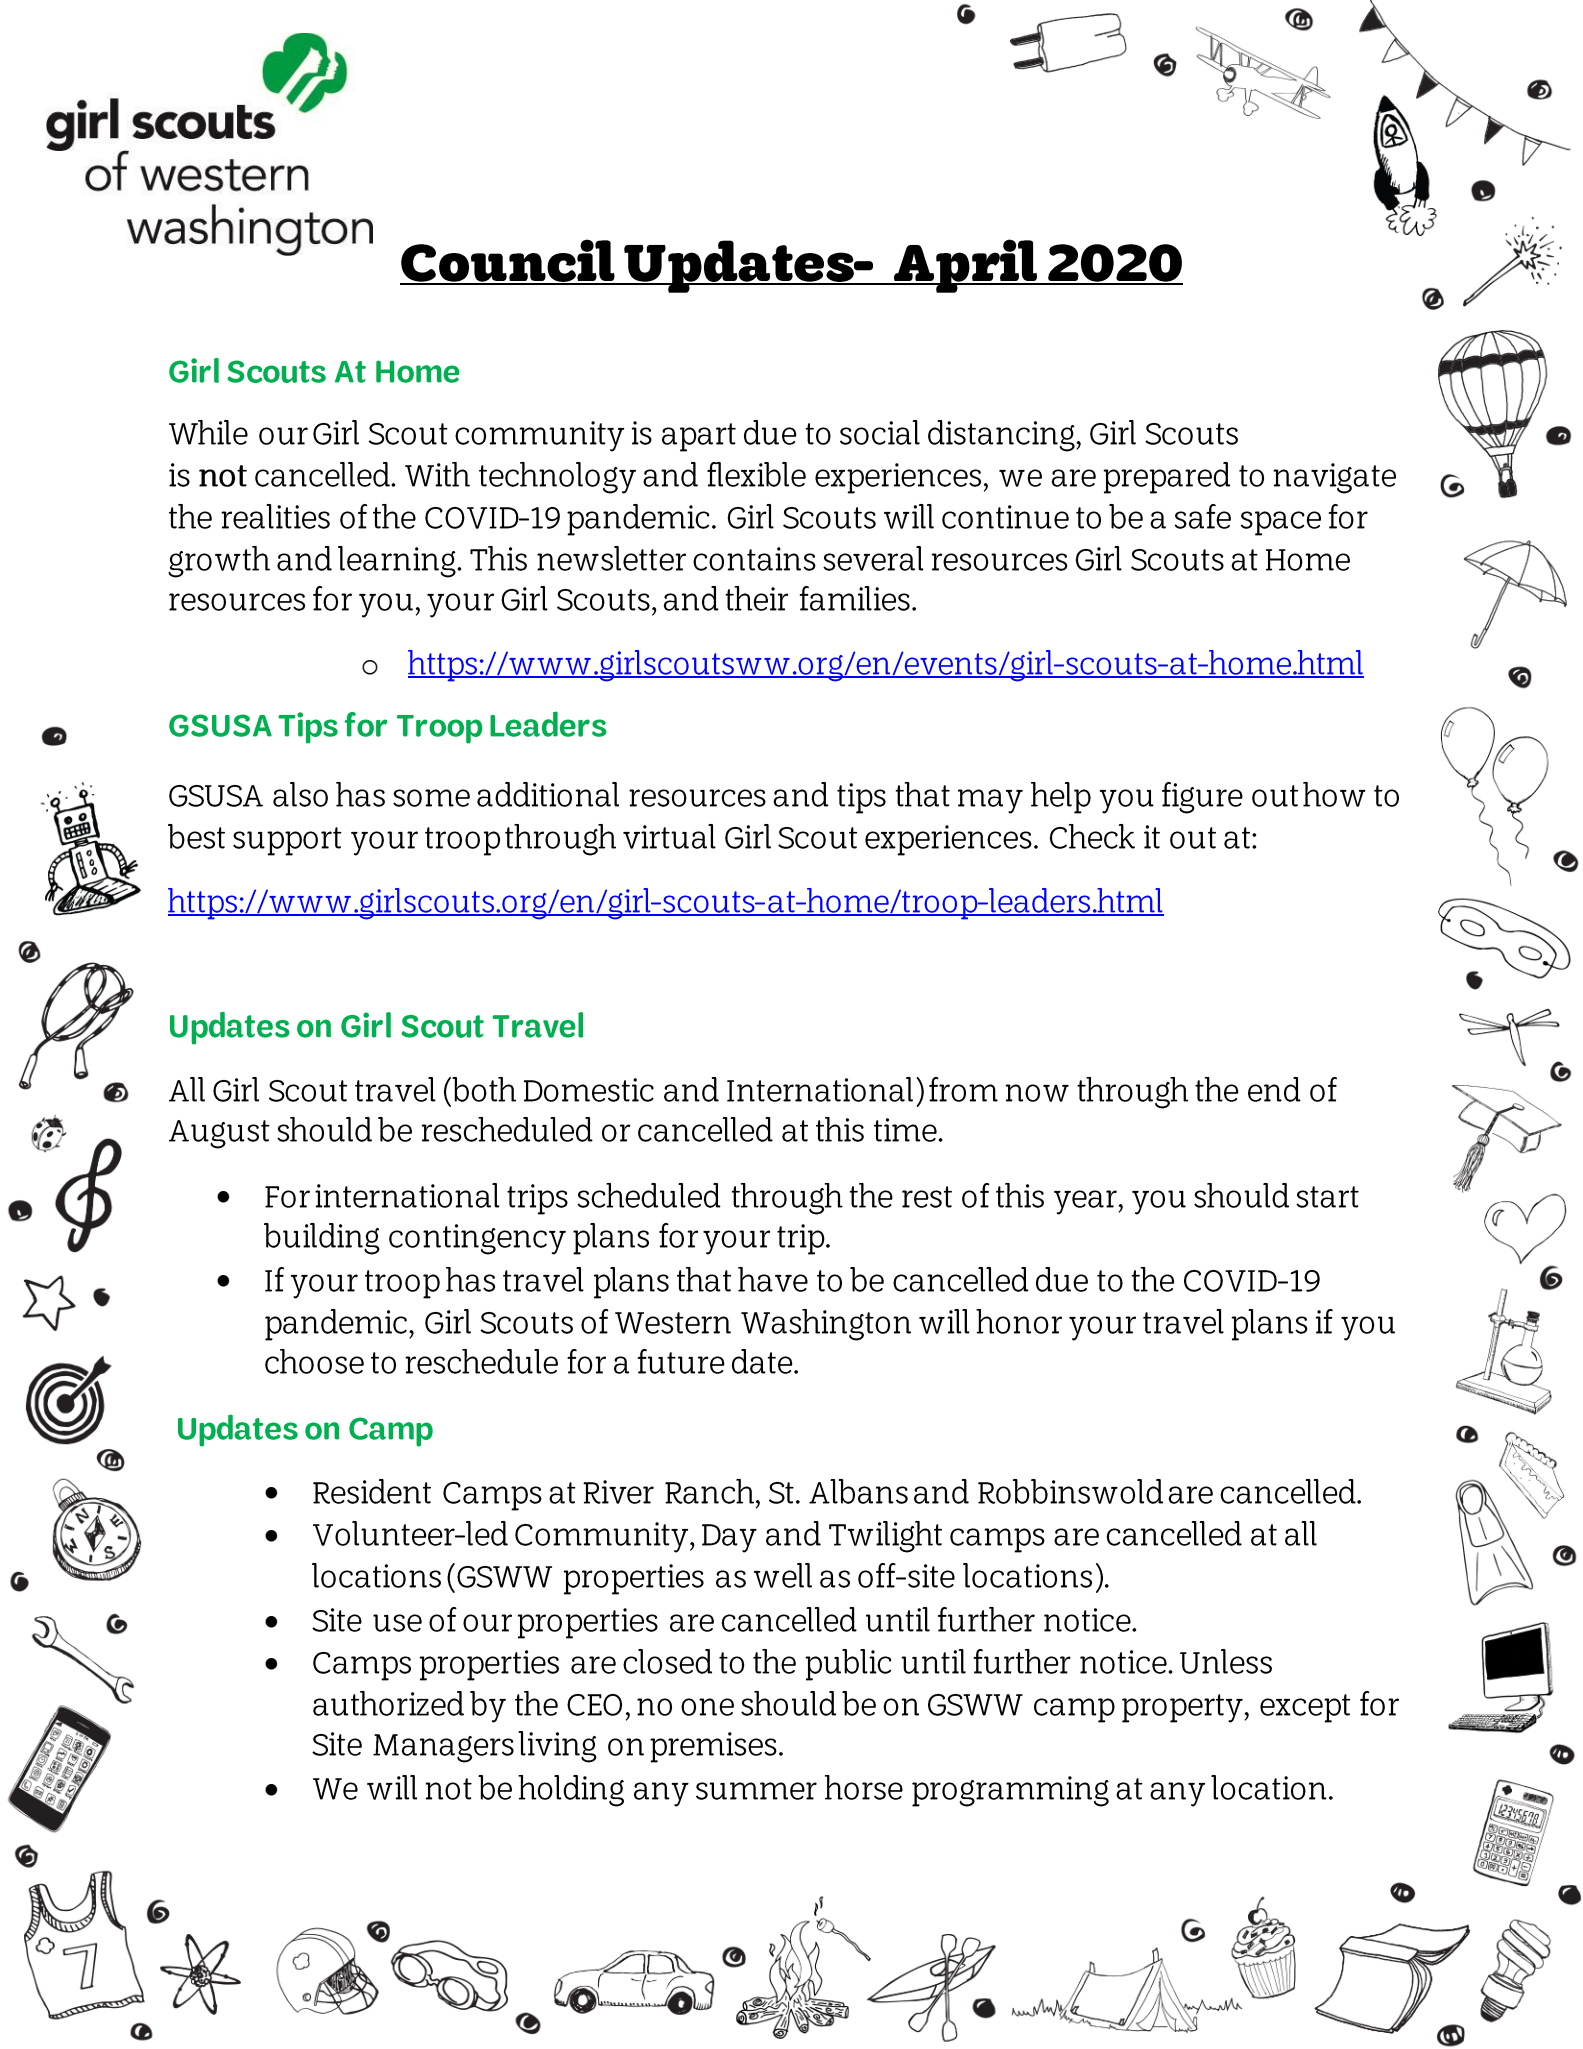 girl scouts
of western
washington
Council Updates-  April 2020
Girl Scouts At Home
While our Girl Scout community is apart due to social distancing, Girl Scouts
is not cancelled. With technology and flexible experiences, we are prepared to navigate
the realities of the COVID-19 pandemic. Girl Scouts will continue to be a safe space for
growth and learning. This newsletter contains several resources Girl Scouts at Home
resources for you, your Girl Scouts, and their families.
o https://www.girlscoutsww.org/en/events/girl-scouts-at-home.html
GSUSA Tips for Troop Leaders
GSUSA also has some additional resources and tips that may help you figure out how to
best support your troop through virtual Girl Scout experiences. Check it out at:
https://www.girlscouts.org/en/girl-scouts-at-home/troop-leaders.html
Updates on Girl Scout Travel
All Girl Scout travel (both Domestic and International) from now through the end of
August should be rescheduled or cancelled at this time.
• For international trips scheduled through the rest of this year, you should start
building contingency plans for your trip.
• If your troop has travel plans that have to be cancelled due to the COVID-19
pandemic, Girl Scouts of Western Washington will honor your travel plans if you
choose to reschedule for a future date.
Updates on Camp
• Resident Camps at River Ranch, St. Albans and Robbinswold are cancelled.
• Volunteer-led Community, Day and Twilight camps are cancelled at all
locations (GSWW properties as well as off-site locations).
• Site use of our properties are cancelled until further notice.
• Camps properties are closed to the public until further notice. Unless
authorized by the CEO, no one should be on GSWW camp property, except for
Site Managers living on premises.
• We will not be holding any summer horse programming at any location.
N
E
S
W
12345678
7